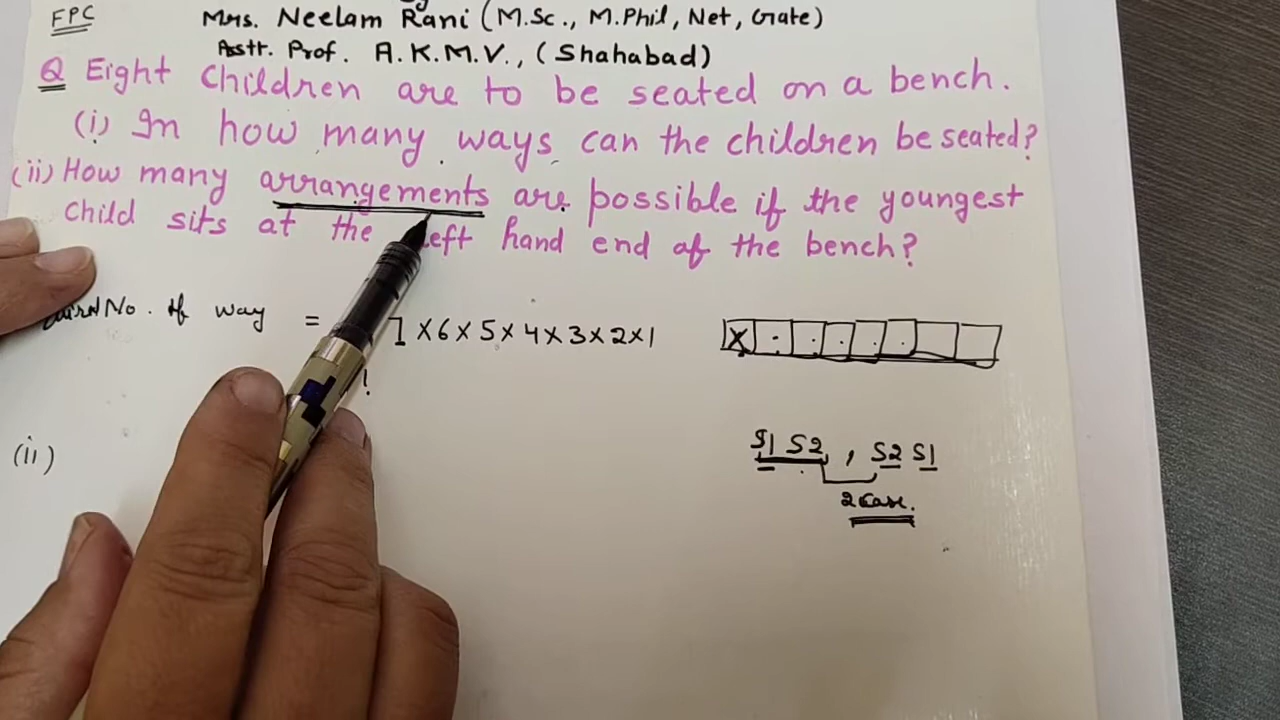 FPC
Mrs. Neelam Rani (M.Sc., M.Phil, Net, Gate)
Asstt. Prof. A.K.M.V., (Shahabad)
Q Eight Children are to be seated on a bench.
(i) In how many ways can the children be seated?
(ii) How many arrangements are possible if the youngest
child sits at the left hand end of the bench?
No. of way = 7×6×5×4×3×2×1
X
!
(ii)
S1 S2, S2 S1
2 Case.